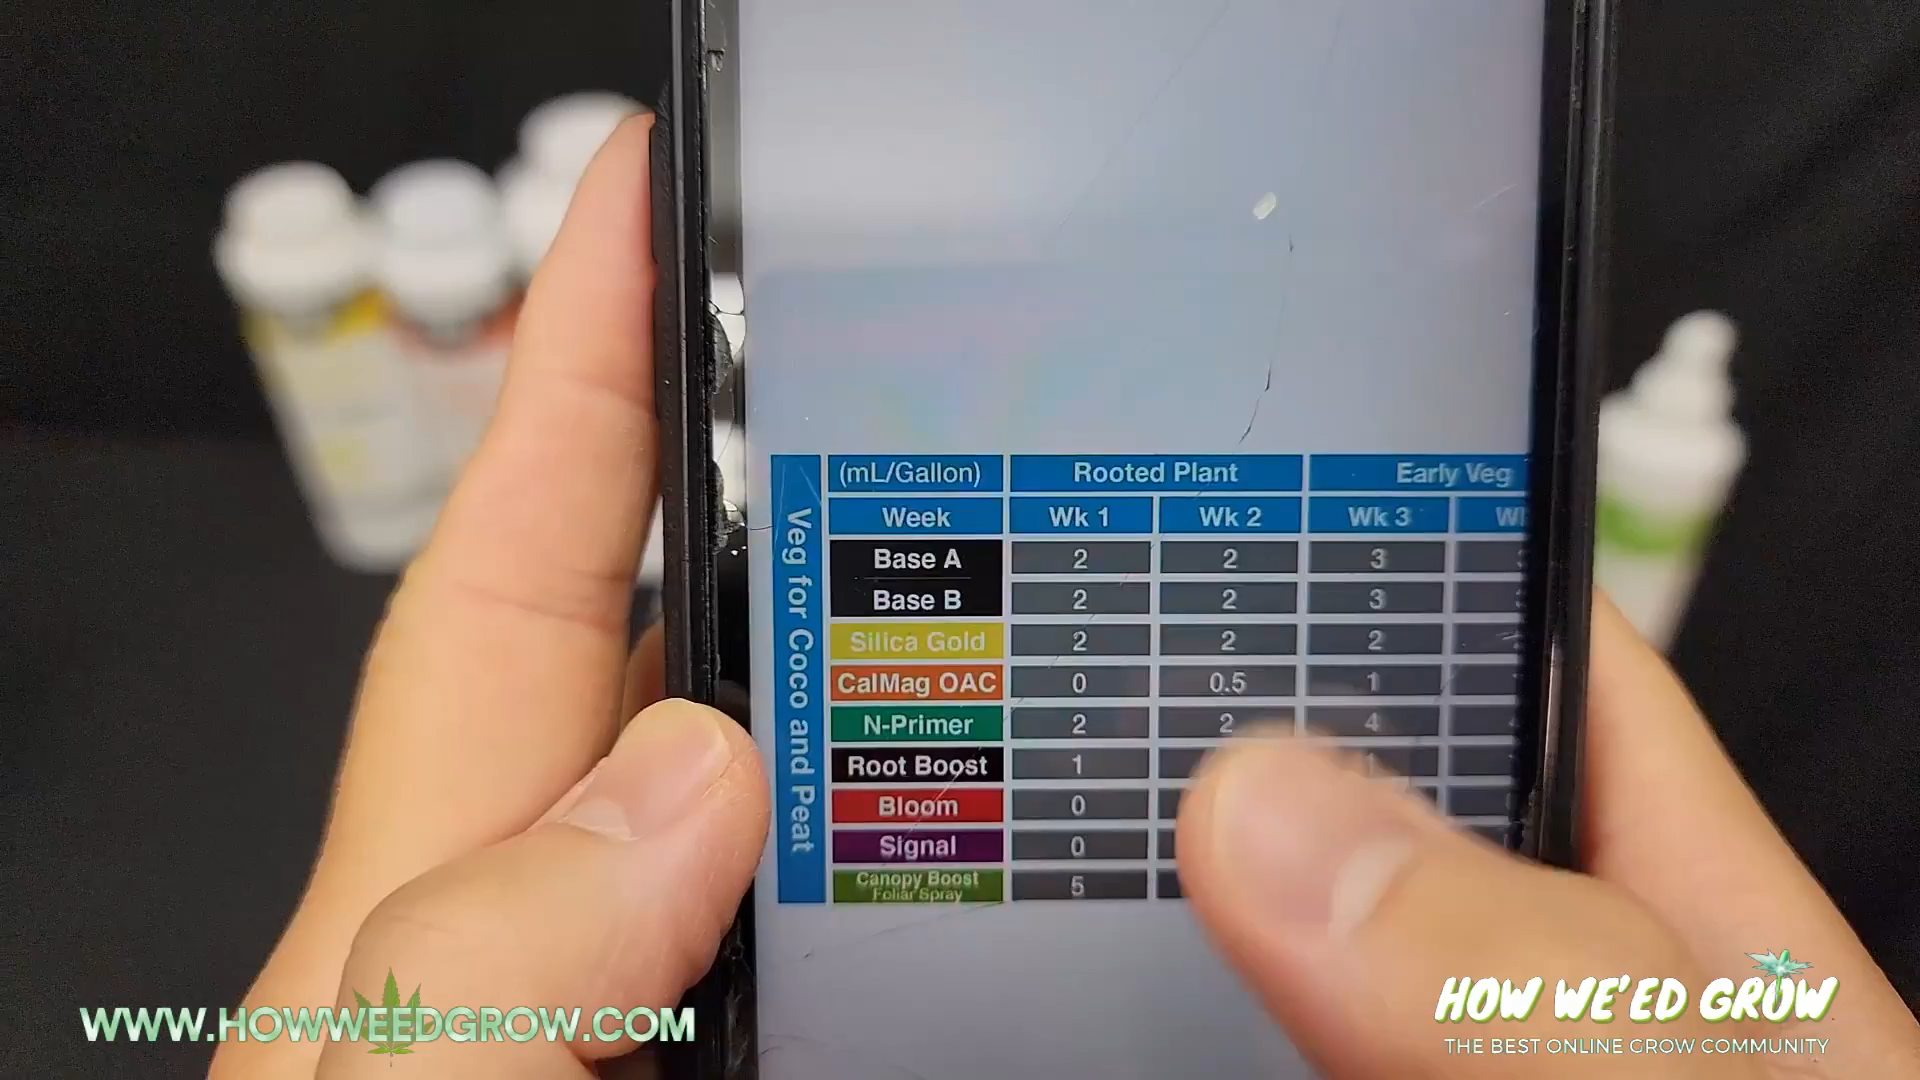 (mL/Gallon) Rooted Plant Early Veg
Week Wk 1 Wk 2 Wk 3
Base A 2 2 3
Base B 2 2 3
Silica Gold 2 2 2
CalMag OAC 0 0.5 1
N-Primer 2 2 4
Root Boost 1 1
Bloom 0
Signal 0
Canopy Boost 5
Foliar Spray
Veg for Coco and Peat
WWW.HOWWEEDGROW.COM
HOW WE'ED GROW
THE BEST ONLINE GROW COMMUNITY